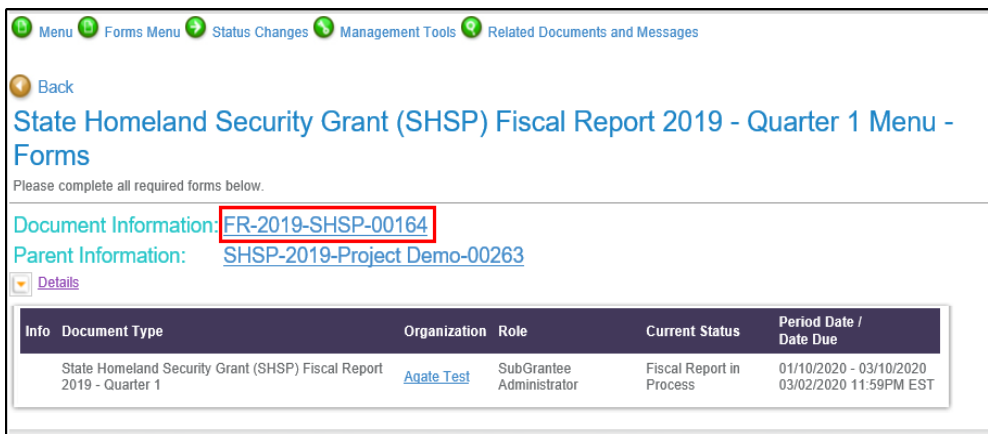 Menu Forms Menu Status Changes Management Tools Related Documents and Messages
Back
State Homeland Security Grant (SHSP) Fiscal Report 2019 - Quarter 1 Menu -
Forms
Please complete all required forms below.
Document Information: FR-2019-SHSP-00164
Parent Information: SHSP-2019-Project Demo-00263
Details
Info Document Type Organization Role Current Status Period Date /
Date Due
State Homeland Security Grant (SHSP) Fiscal Report Agate Test SubGrantee Fiscal Report in 01/10/2020 - 03/10/2020
2019 - Quarter 1 Administrator Process 03/02/2020 11:59PM EST